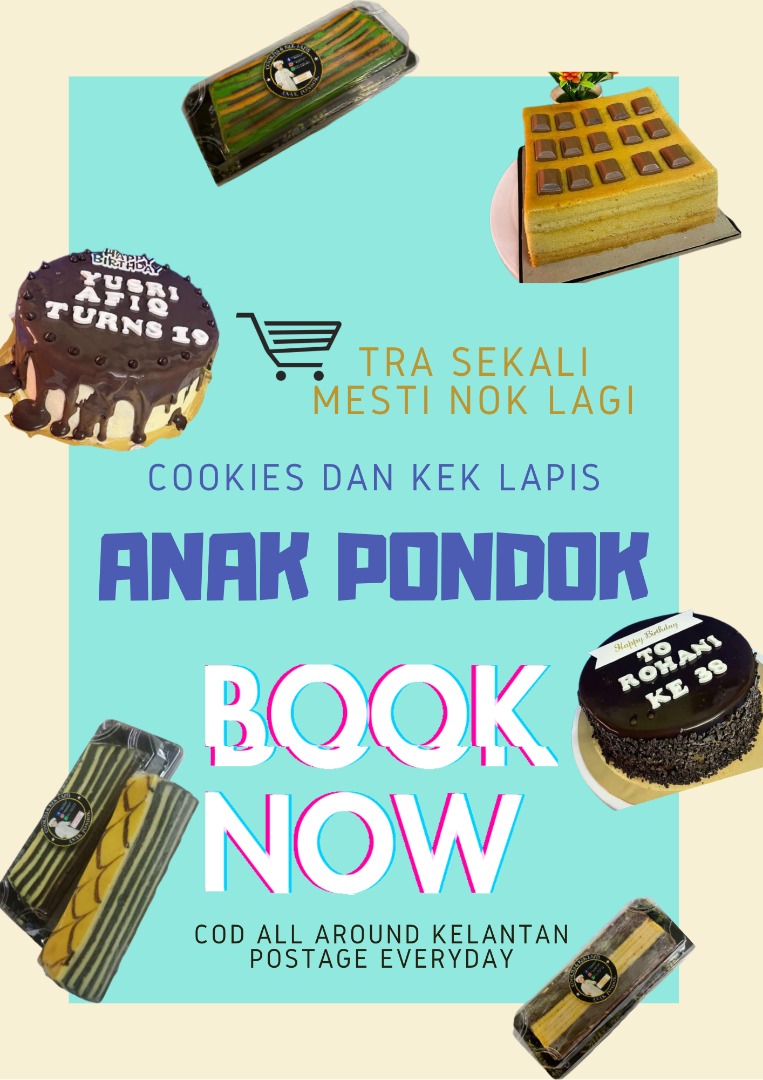 HAPPY
BIRTHDAY
YUSRI
AFIQ
TURNS 19
TRA SEKALI
MESTI NOK LAGI
COOKIES DAN KEK LAPIS
ANAK PONDOK
Happy Birthday
TO
ROHANI
KE 38
BOOK
NOW
COD ALL AROUND KELANTAN
POSTAGE EVERYDAY